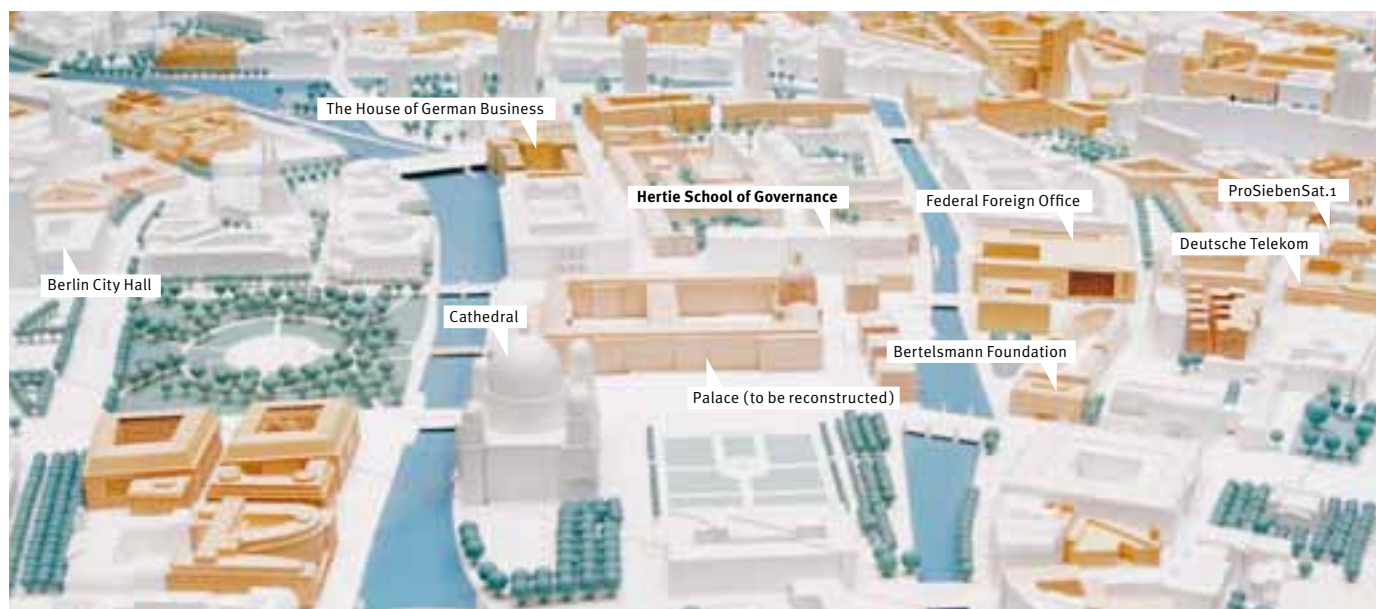 The House of German Business
Hertie School of Governance
ProSiebenSat.1
Federal Foreign Office
Deutsche Telekom
Berlin City Hall
Cathedral
Bertelsmann Foundation
Palace (to be reconstructed)